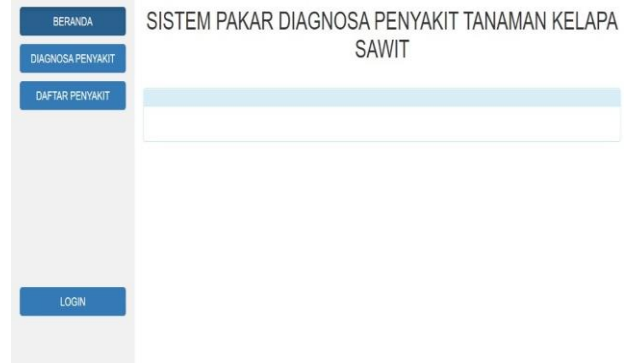 BERANDA
DIAGNOSA PENYAKIT
DAFTAR PENYAKIT
LOGIN
SISTEM PAKAR DIAGNOSA PENYAKIT TANAMAN KELAPA
SAWIT